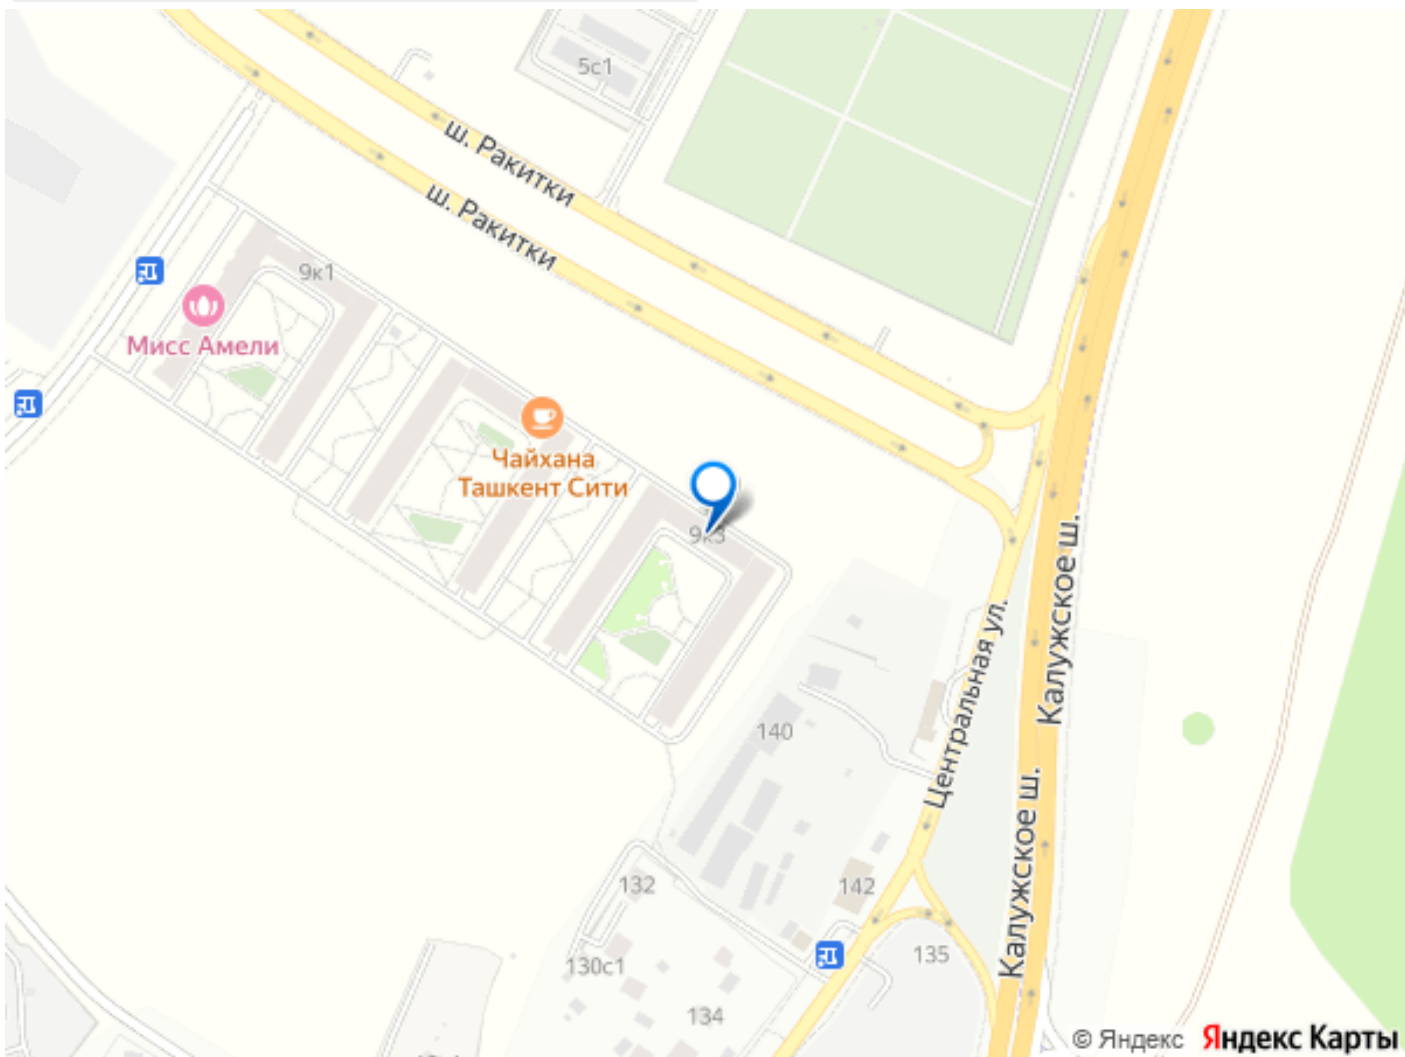 5с1
ш. Ракитки
ш. Ракитки
9к1
Мисс Амели
Чайхана
Ташкент Сити
9к3
Калужское ш.
Центральная ул.
140
Калужское ш.
132
142
130с1
135
134
© Яндекс Яндекс Карты